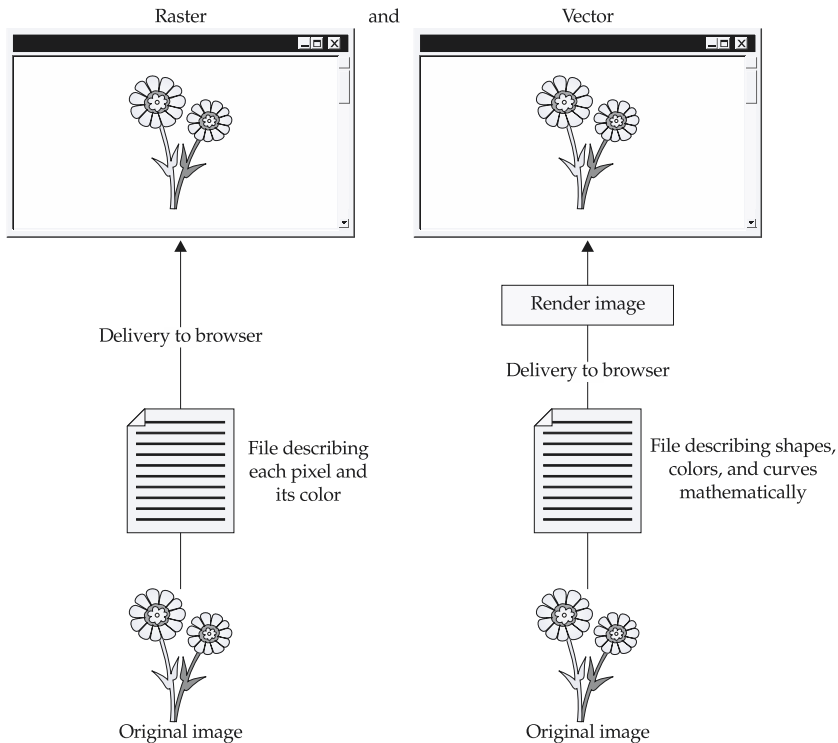 Raster and Vector
Render image
Delivery to browser
Delivery to browser
File describing
each pixel and
its color
File describing shapes,
colors, and curves
mathematically
Original image
Original image